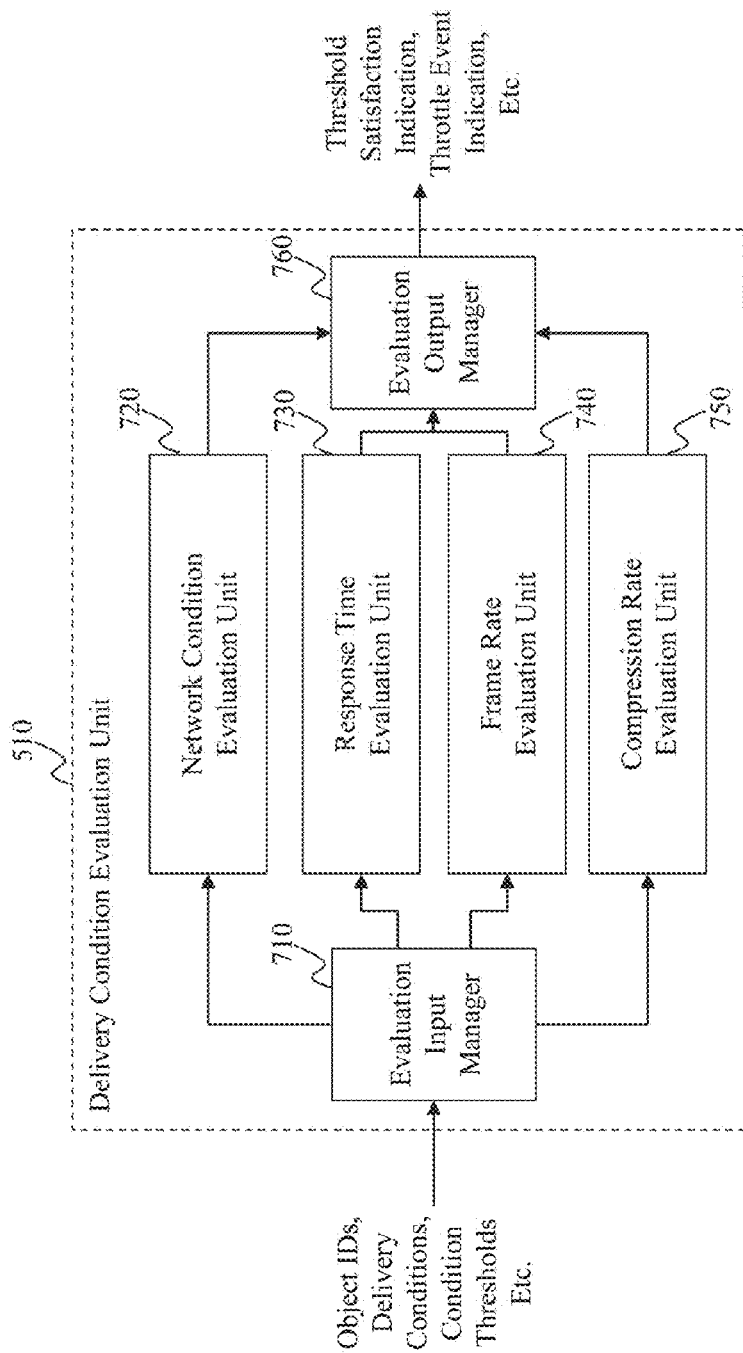 510
Delivery Condition Evaluation Unit
Object IDs,
Delivery
Conditions,
Condition
Thresholds
Etc.
710
Evaluation
Input
Manager
720
Network Condition
Evaluation Unit
730
Response Time
Evaluation Unit
740
Frame Rate
Evaluation Unit
750
Compression Rate
Evaluation Unit
760
Evaluation
Output
Manager
Threshold
Satisfaction
Indication,
Throttle Event
Indication,
Etc.